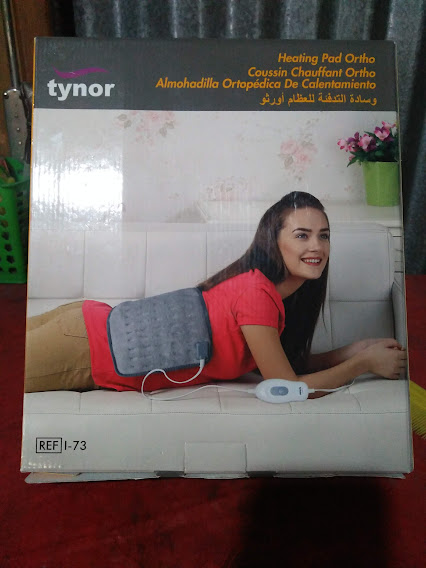 tynor
Heating Pad Ortho
Coussin Chauffant Ortho
Almohadilla Ortopédica De Calentamiento
وسادة التدفئة للعظام أورثو
REF I-73